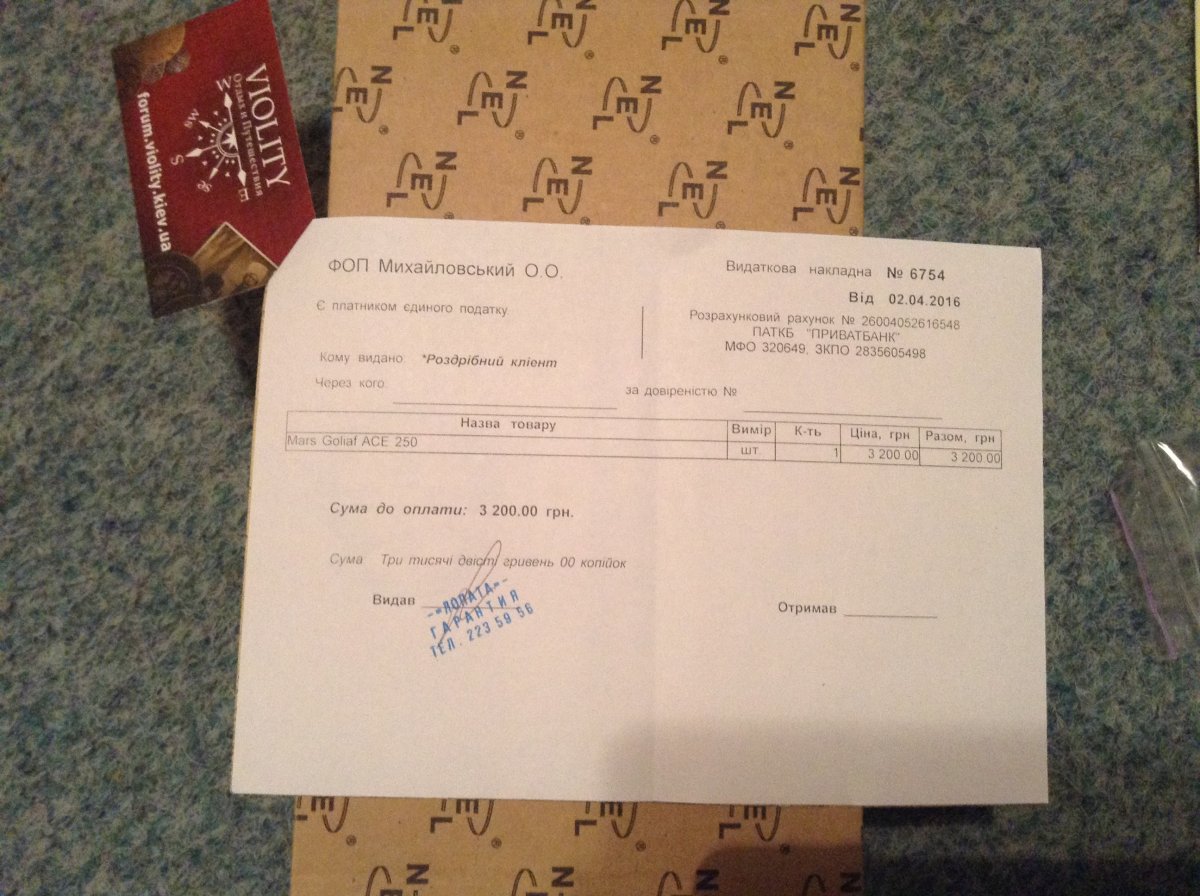 VIOLITY
Отдых и Путешествия
forum.violity.kiev.ua
W
S
E
NEL®
ФОП Михайловський О.О.
Є платником єдиного податку
Видаткова накладна № 6754
Від 02.04.2016
Розрахунковий рахунок № 26004052616548
ПАТКБ "ПРИВАТБАНК"
МФО 320649, ЗКПО 2835605498
Кому видано: *Роздрібний клієнт
Через кого:
за довіреністю №
Назва товару Вимір К-ть Ціна, грн Разом, грн
Mars Goliaf ACE 250 шт. 1 3 200.00 3 200.00
Сума до оплати: 3 200.00 грн.
Сума Три тисячі двісті гривень 00 копійок
Видав
Отримав
-=ЛОПАТА=-
ГАРАНТИЯ
ТЕЛ. 223 59 56